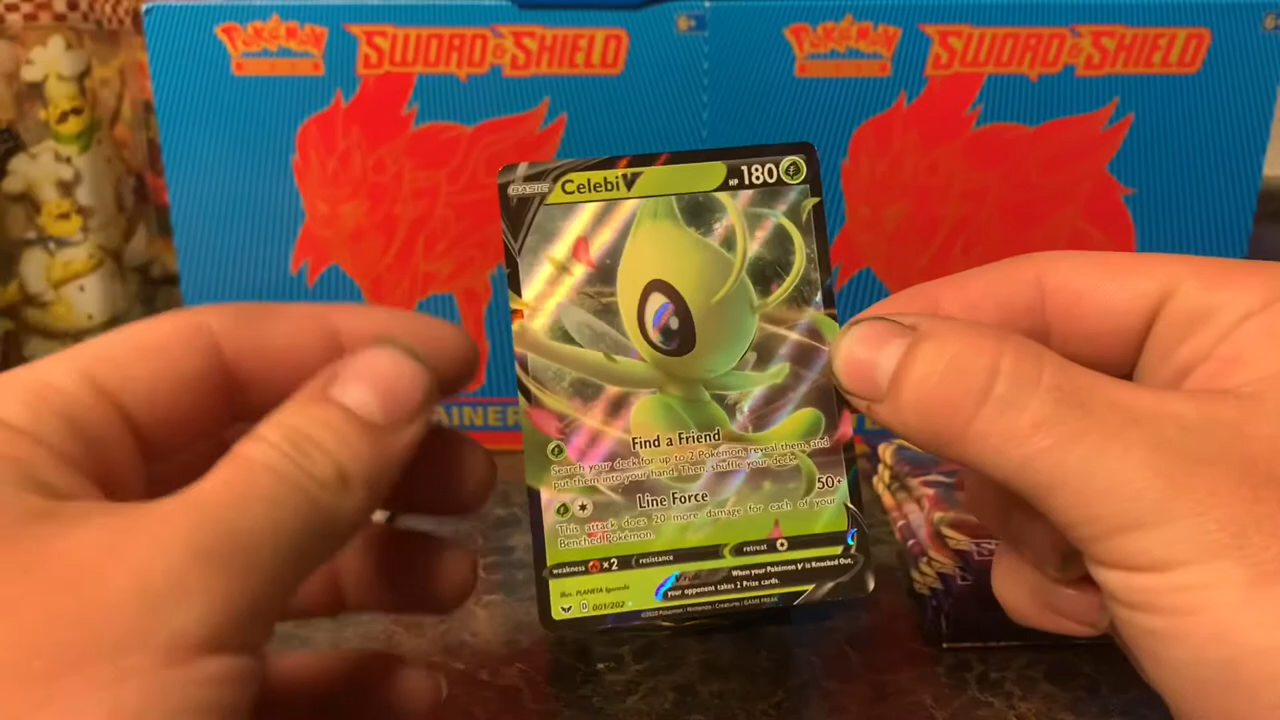 Pokémon
SWORD & SHIELD
6+
Pokémon
SWORD & SHIELD
6+
AINER
BASIC
Celebi V
HP 180
Find a Friend
Search your deck for up to 2 Pokémon, reveal them, and
put them into your hand. Then, shuffle your deck.
Line Force
50+
This attack does 20 more damage for each of your
Benched Pokémon.
weakness
×2
resistance
retreat
When your Pokémon V is Knocked Out,
your opponent takes 2 Prize cards.
Illus. PLANETA Igarashi
D
001/202
©2020 Pokémon / Nintendo / Creatures / GAME FREAK